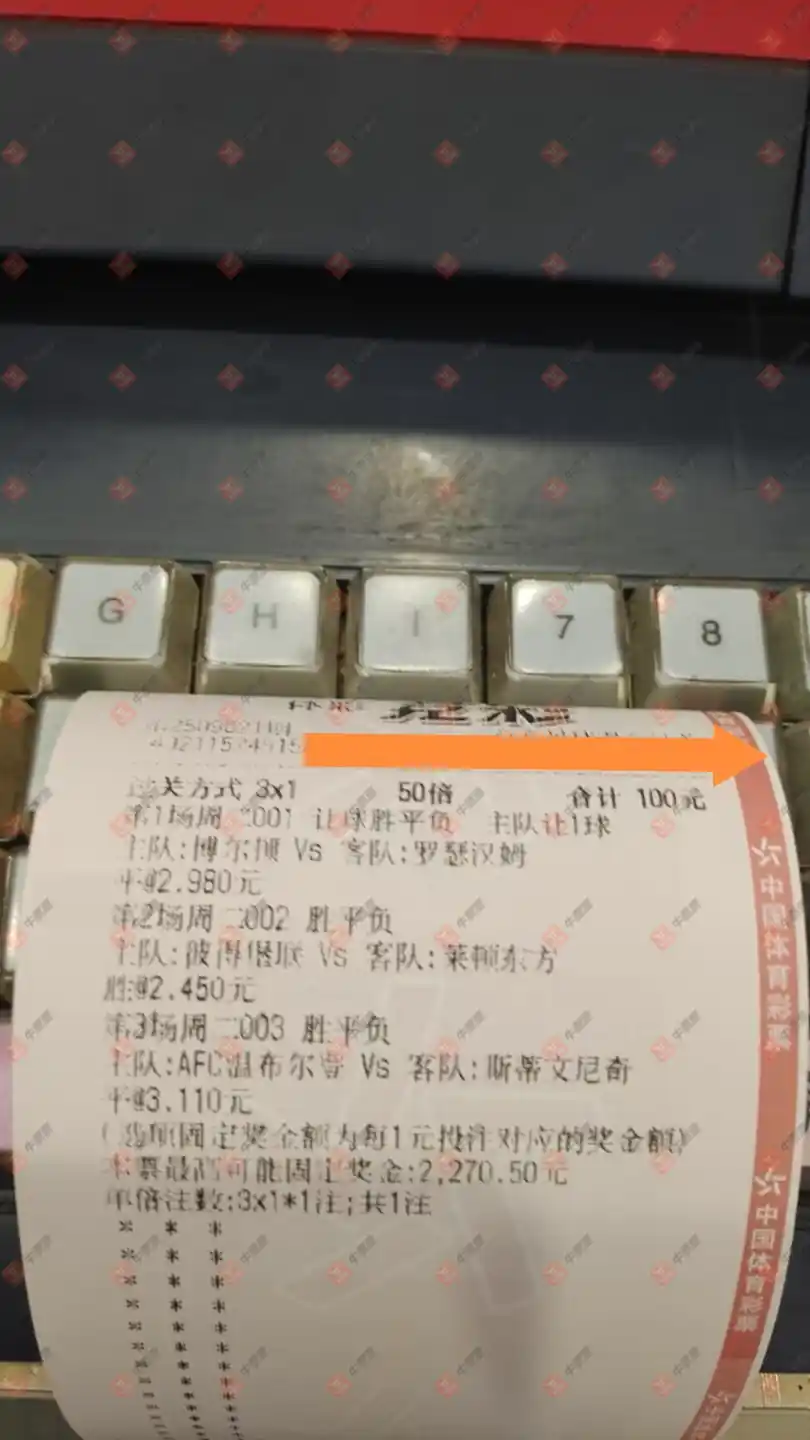 G H I 7 8
竞彩
过关方式 3x1 50倍 合计 100元
第1场周二001 让球胜平负 主队让1球
主队:博尔顿 Vs 客队:罗瑟汉姆
平@2.980元
第2场周二002 胜平负
主队:彼得堡联 Vs 客队:莱顿东方
胜@2.450元
第3场周二003 胜平负
主队:AFC温布尔登 Vs 客队:斯蒂文尼奇
平@3.110元
(选项固定奖金额为每1元投注对应的奖金额)
本票最高可能固定奖金:2,270.50元
单倍注数:3x1*1注;共1注
中国体育彩票
中国体育彩票